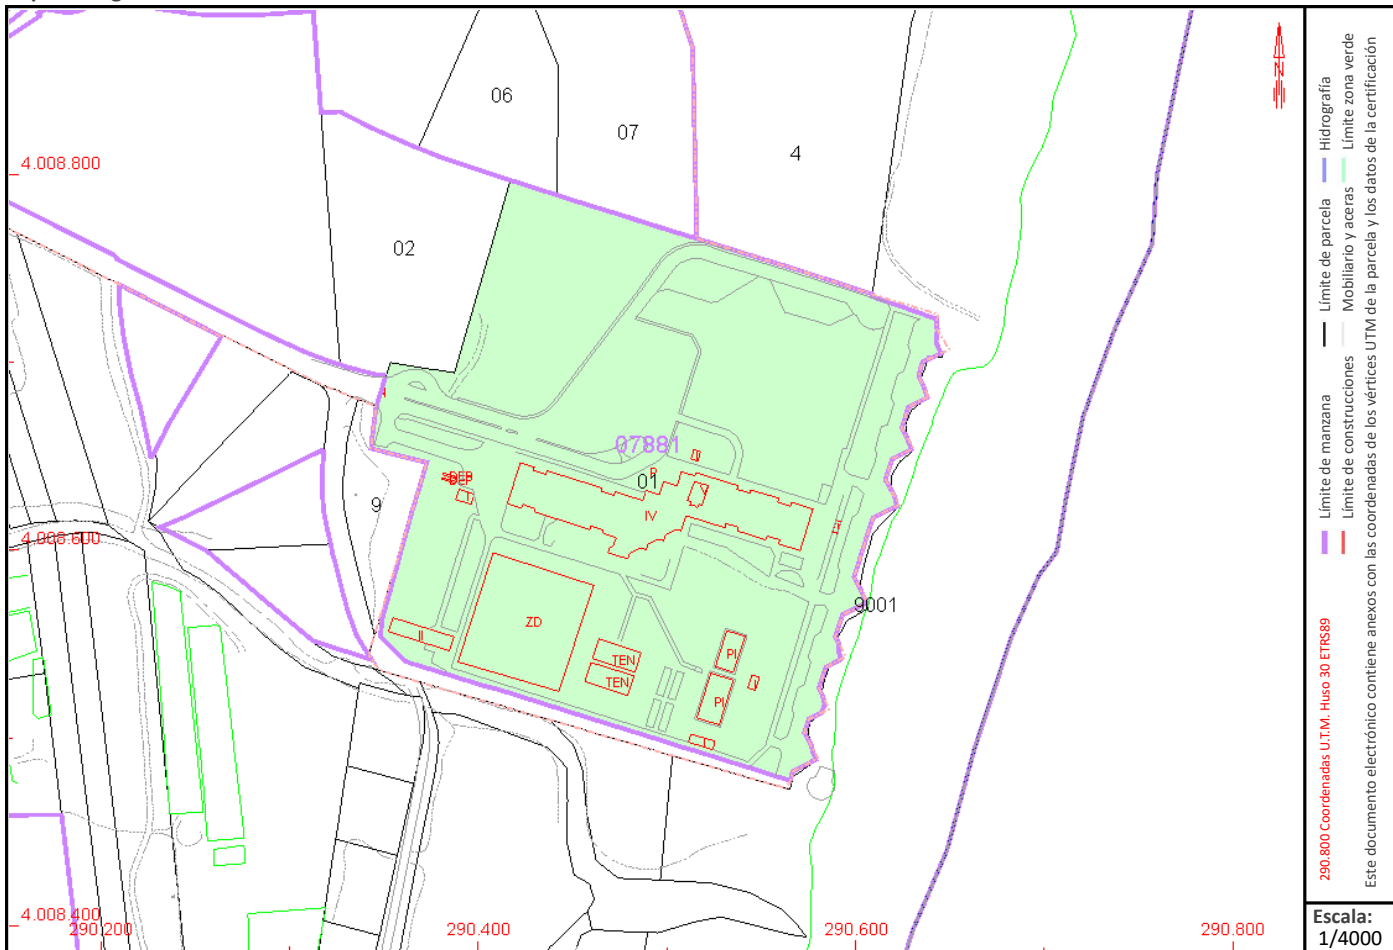 06
07
4
4.008.800
02
07881
P
01
DEP
DEP
T
IV
9
4.008.600
9001
ZD
II
TEN
TEN
PI
PI
I
4.008.400
290.200
290.400
290.600
290.800
N
290.800 Coordenadas U.T.M. Huso 30 ETRS89
Límite de manzana
Límite de parcela
Hidrografía
Límite de construcciones
Mobiliario y aceras
Límite zona verde
Este documento electrónico contiene anexos con las coordenadas de los vértices UTM de la parcela y los datos de la certificación
Escala:
1/4000